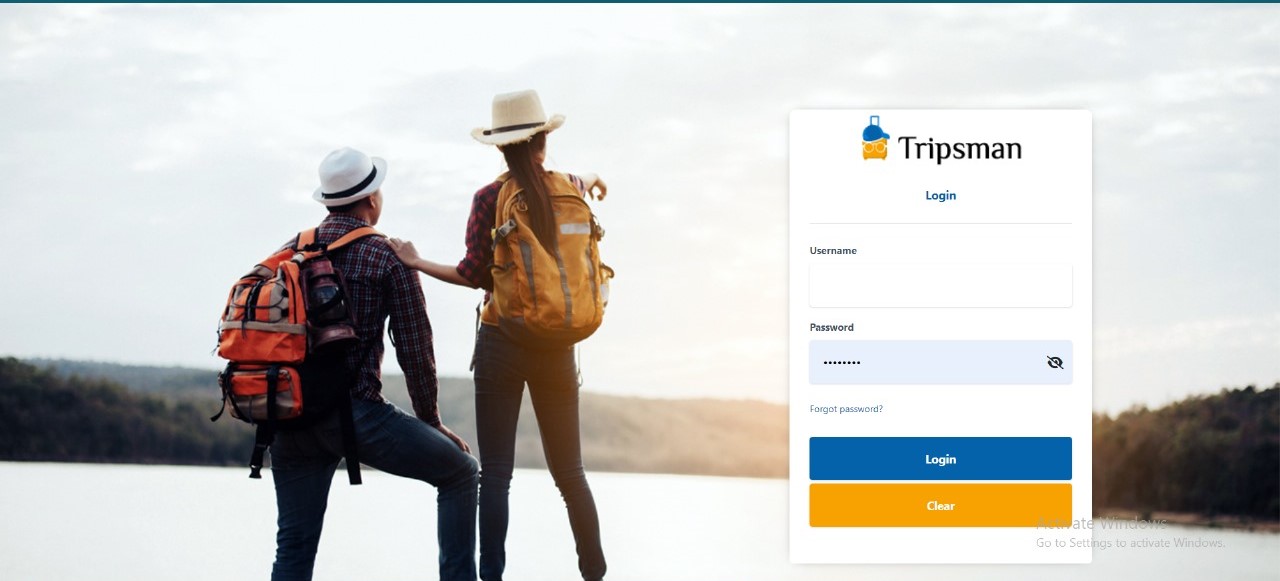 Tripsman
Login
Username
Password
••••••••
Forgot password?
Login
Clear
Activate Windows
Go to Settings to activate Windows.